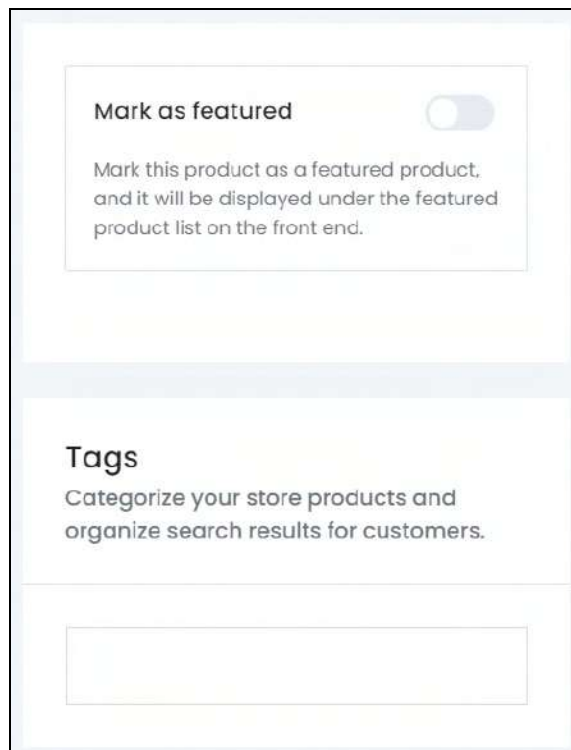 Mark as featured
Mark this product as a featured product,
and it will be displayed under the featured
product list on the front end.
Tags
Categorize your store products and
organize search results for customers.